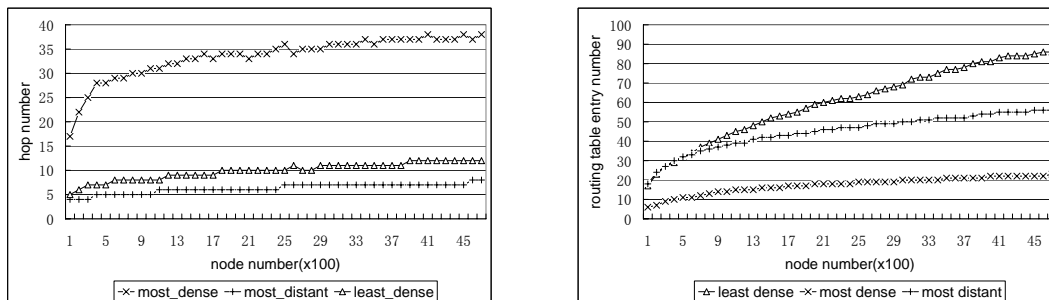 40
35
30
25
20
15
10
5
0
hop number
1 5 9 13 17 21 25 29 33 37 41 45
node number(x100)
most_dense most_distant least_dense
100
90
80
70
60
50
40
30
20
10
0
routing table entry number
1 5 9 13 17 21 25 29 33 37 41 45
node number(x100)
least dense most dense most distant